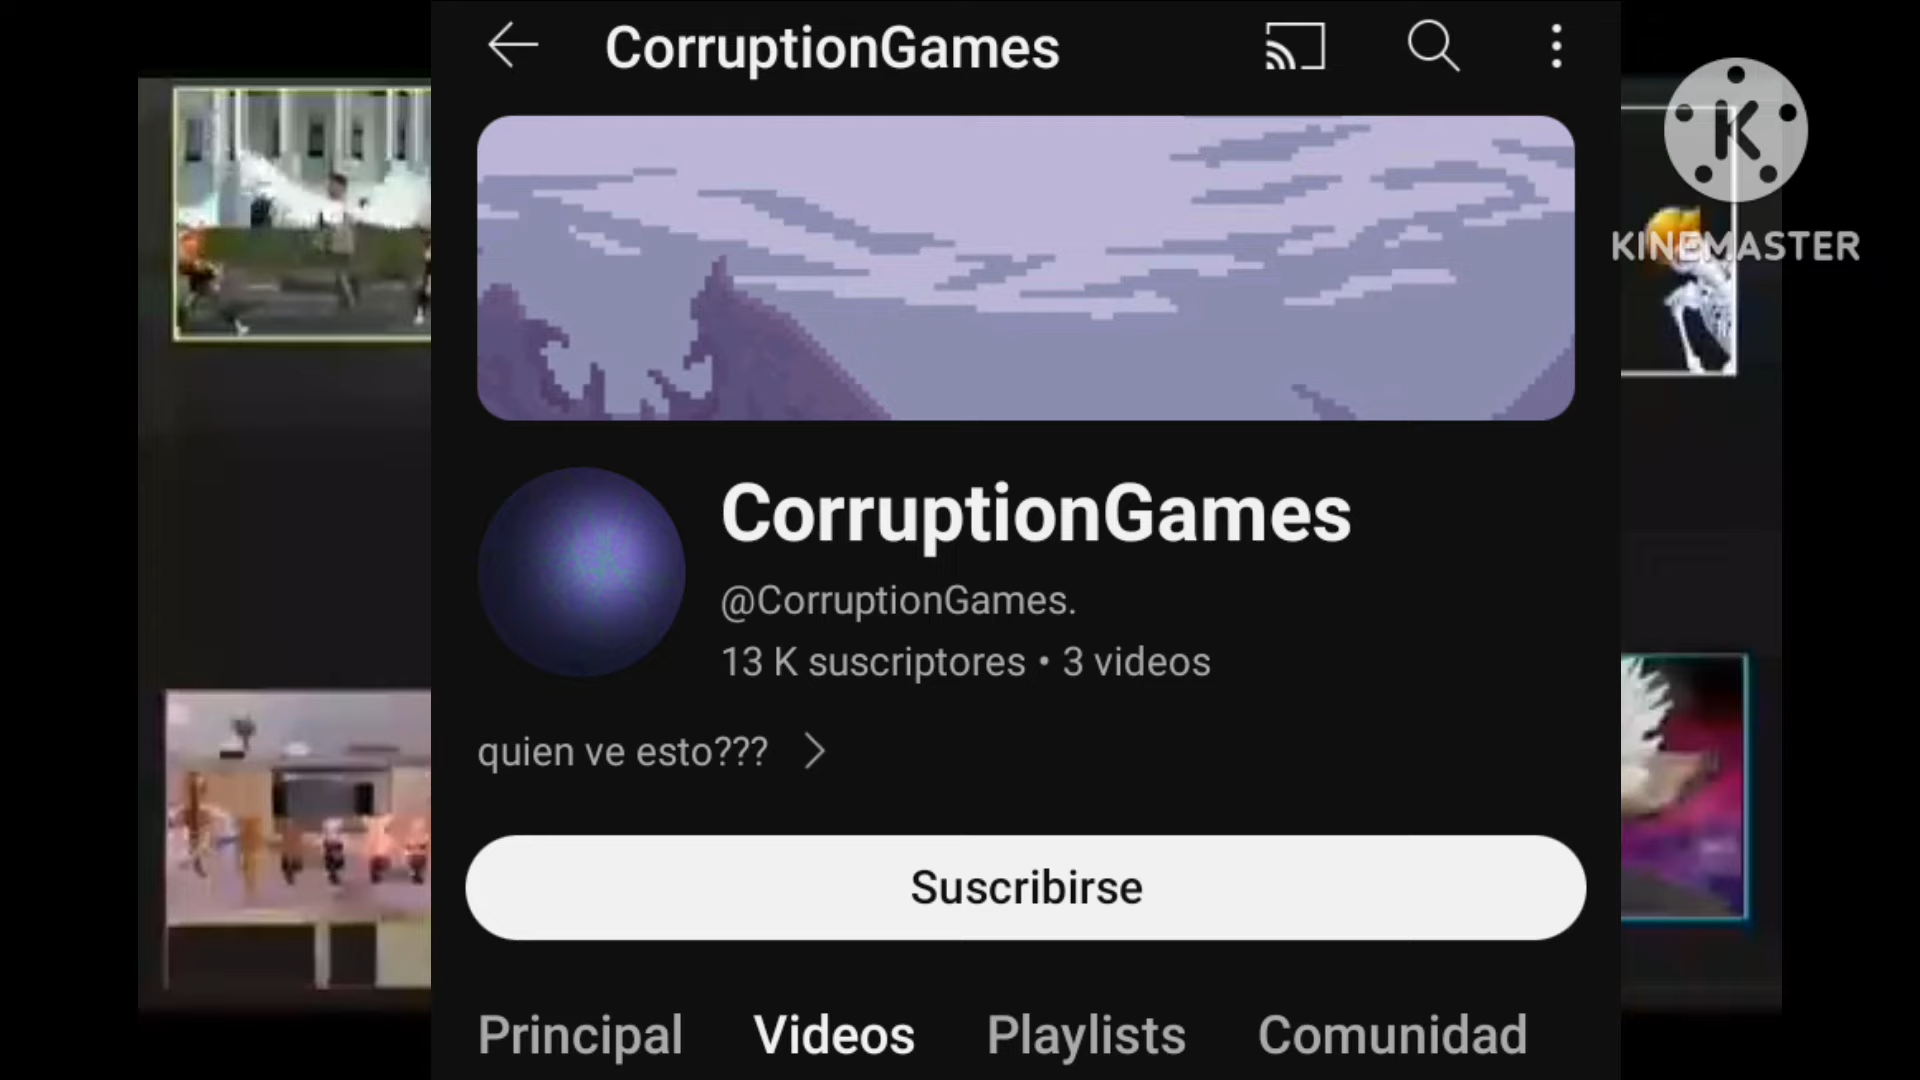 CorruptionGames
K
KINEMASTER
CorruptionGames
@CorruptionGames.
13 K suscriptores • 3 videos
quien ve esto???
Suscribirse
Principal Videos Playlists Comunidad